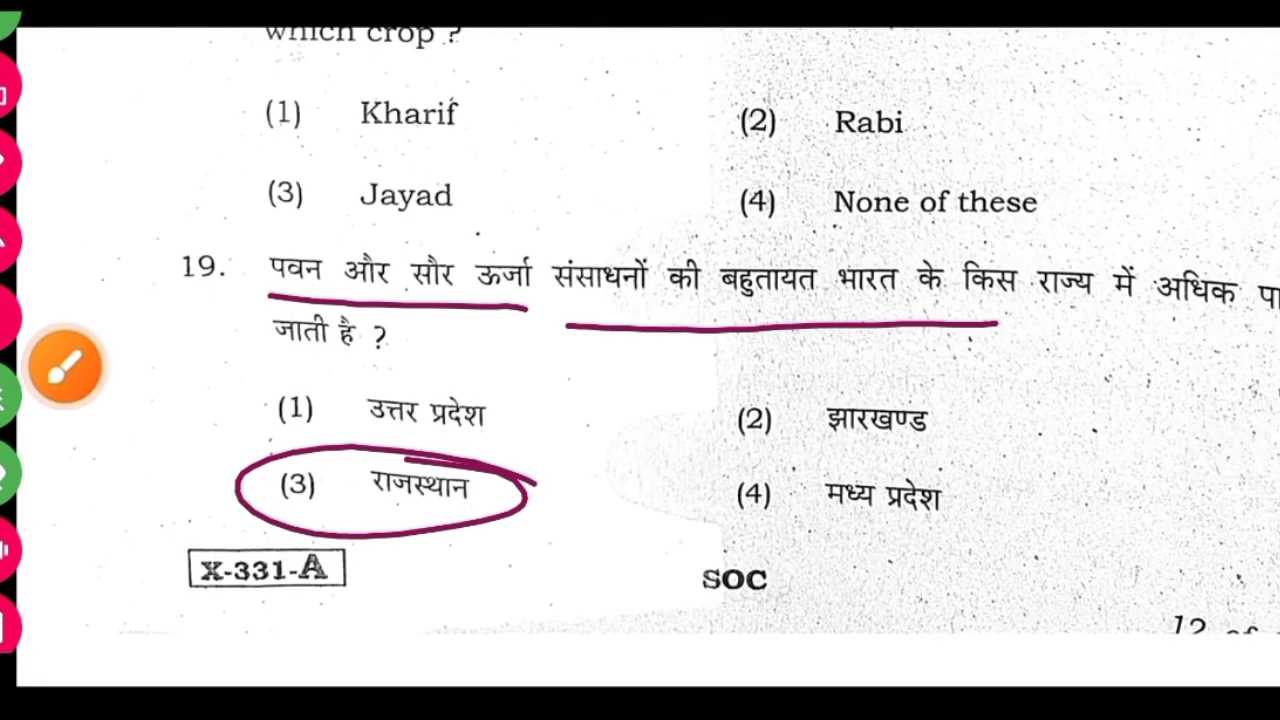 which crop ?
(1) Kharif (2) Rabi
(3) Jayad (4) None of these
19. पवन और सौर ऊर्जा संसाधनों की बहुतायत भारत के किस राज्य में अधिक
जाती है ?
(1) उत्तर प्रदेश (2) झारखण्ड
(3) राजस्थान (4) मध्य प्रदेश
X-331-A SOC
12